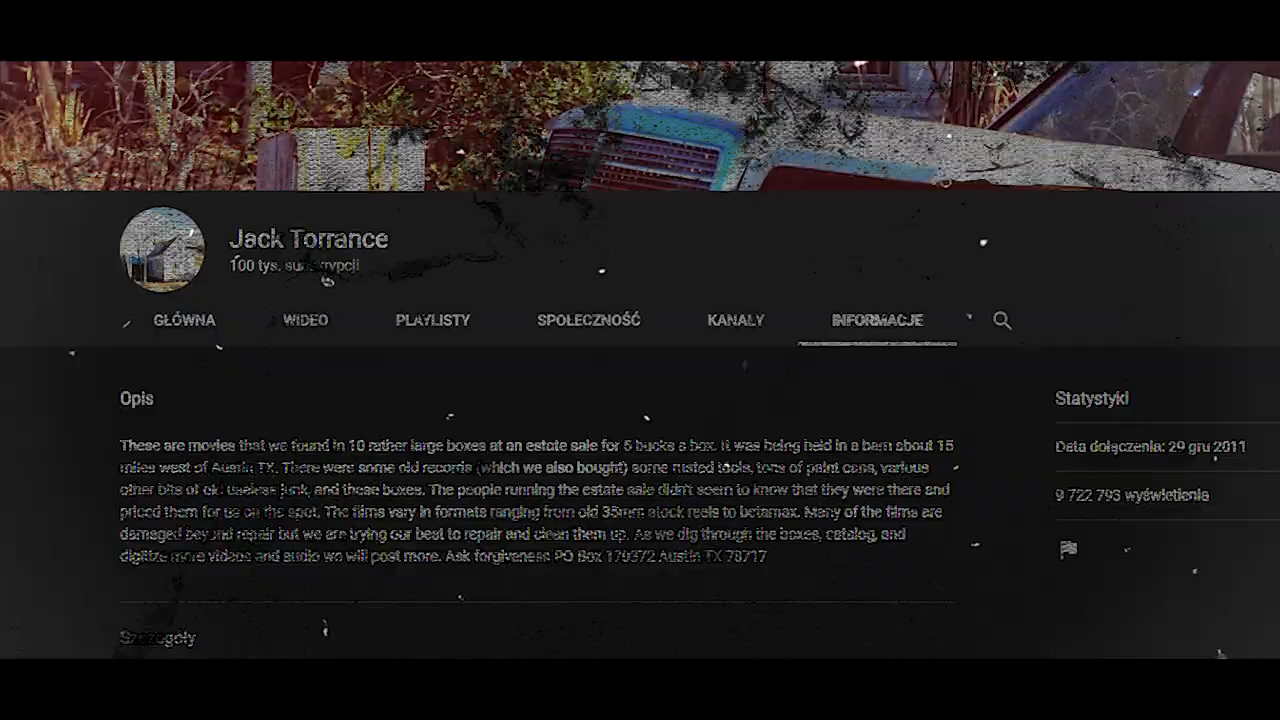 Jack Torrance
100 tys. subskrypcji
GŁÓWNA WIDEO PLAYLISTY SPOŁECZNOŚĆ KANAŁY INFORMACJE
Opis
These are movies that we found in 10 rather large boxes at an estate sale for 5 bucks a box. It was being held in a barn about 15
miles west of Austin TX. There were some old records (which we also bought) some rusted tools, tons of paint cans, various
other bits of old useless junk, and these boxes. The people running the estate sale didn't seem to know that they were there and
priced them for us on the spot. The films vary in formats ranging from old 35mm stock reels to betamax. Many of the films are
damaged beyond repair but we are trying our best to repair and clean them up. As we dig through the boxes, catalog, and
digitize more videos and audio we will post more. Ask forgiveness PO Box 170372 Austin TX 78717
Szczegóły
Statystyki
Data dołączenia: 29 gru 2011
9 722 793 wyświetlenia